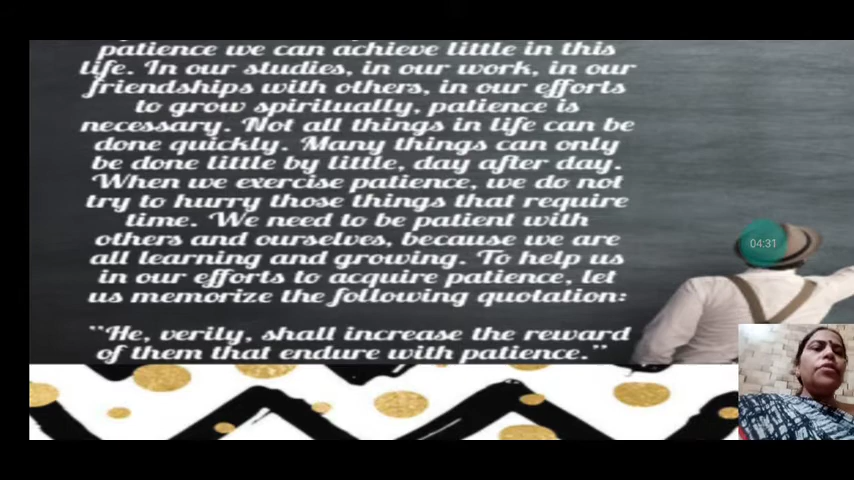 patience we can achieve little in this
life. In our studies, in our work, in our
friendships with others, in our efforts
to grow spiritually, patience is
necessary. Not all things in life can be
done quickly. Many things can only
be done little by little, day after day.
When we exercise patience, we do not
try to hurry those things that require
time. We need to be patient with
others and ourselves, because we are
all learning and growing. To help us
in our efforts to acquire patience, let
us memorize the following quotation:
"He, verily, shall increase the reward
of them that endure with patience."
04:31